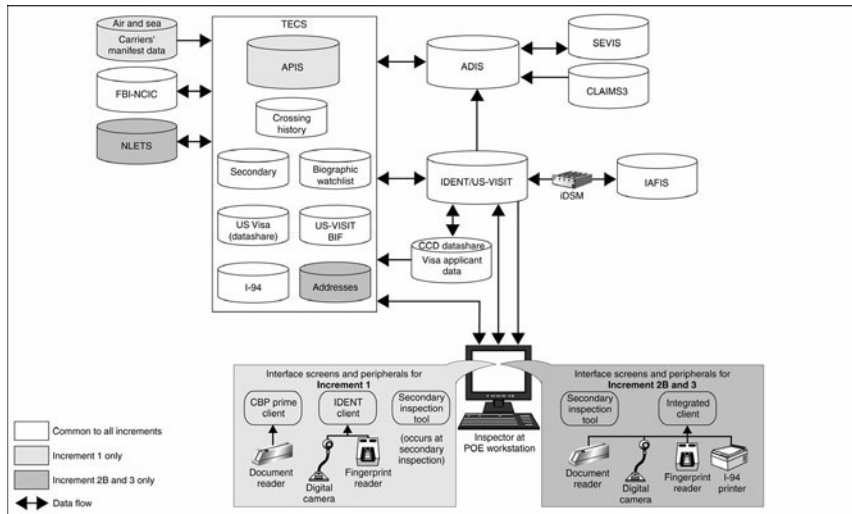 Air and sea
Carriers'
manifest data
FBI-NCIC
NLETS
TECS
APIS
Crossing
history
Secondary
Biographic
watchlist
US Visa
(datashare)
US-VISIT
BIF
I-94
Addresses
ADIS
SEVIS
CLAIMS3
IDENT/US-VISIT
iDSM
IAFIS
CCD datashare
Visa applicant
data
Interface screens and peripherals for
Increment 1
CBP prime
client
IDENT
client
Secondary
inspection tool
(occurs at
secondary
inspection)
Document
reader
Digital
camera
Fingerprint
reader
Inspector at
POE workstation
Interface screens and peripherals for
Increment 2B and 3
Secondary
inspection
tool
Integrated
client
Document
reader
Digital
camera
Fingerprint
reader
I-94
printer
Common to all increments
Increment 1 only
Increment 2B and 3 only
Data flow